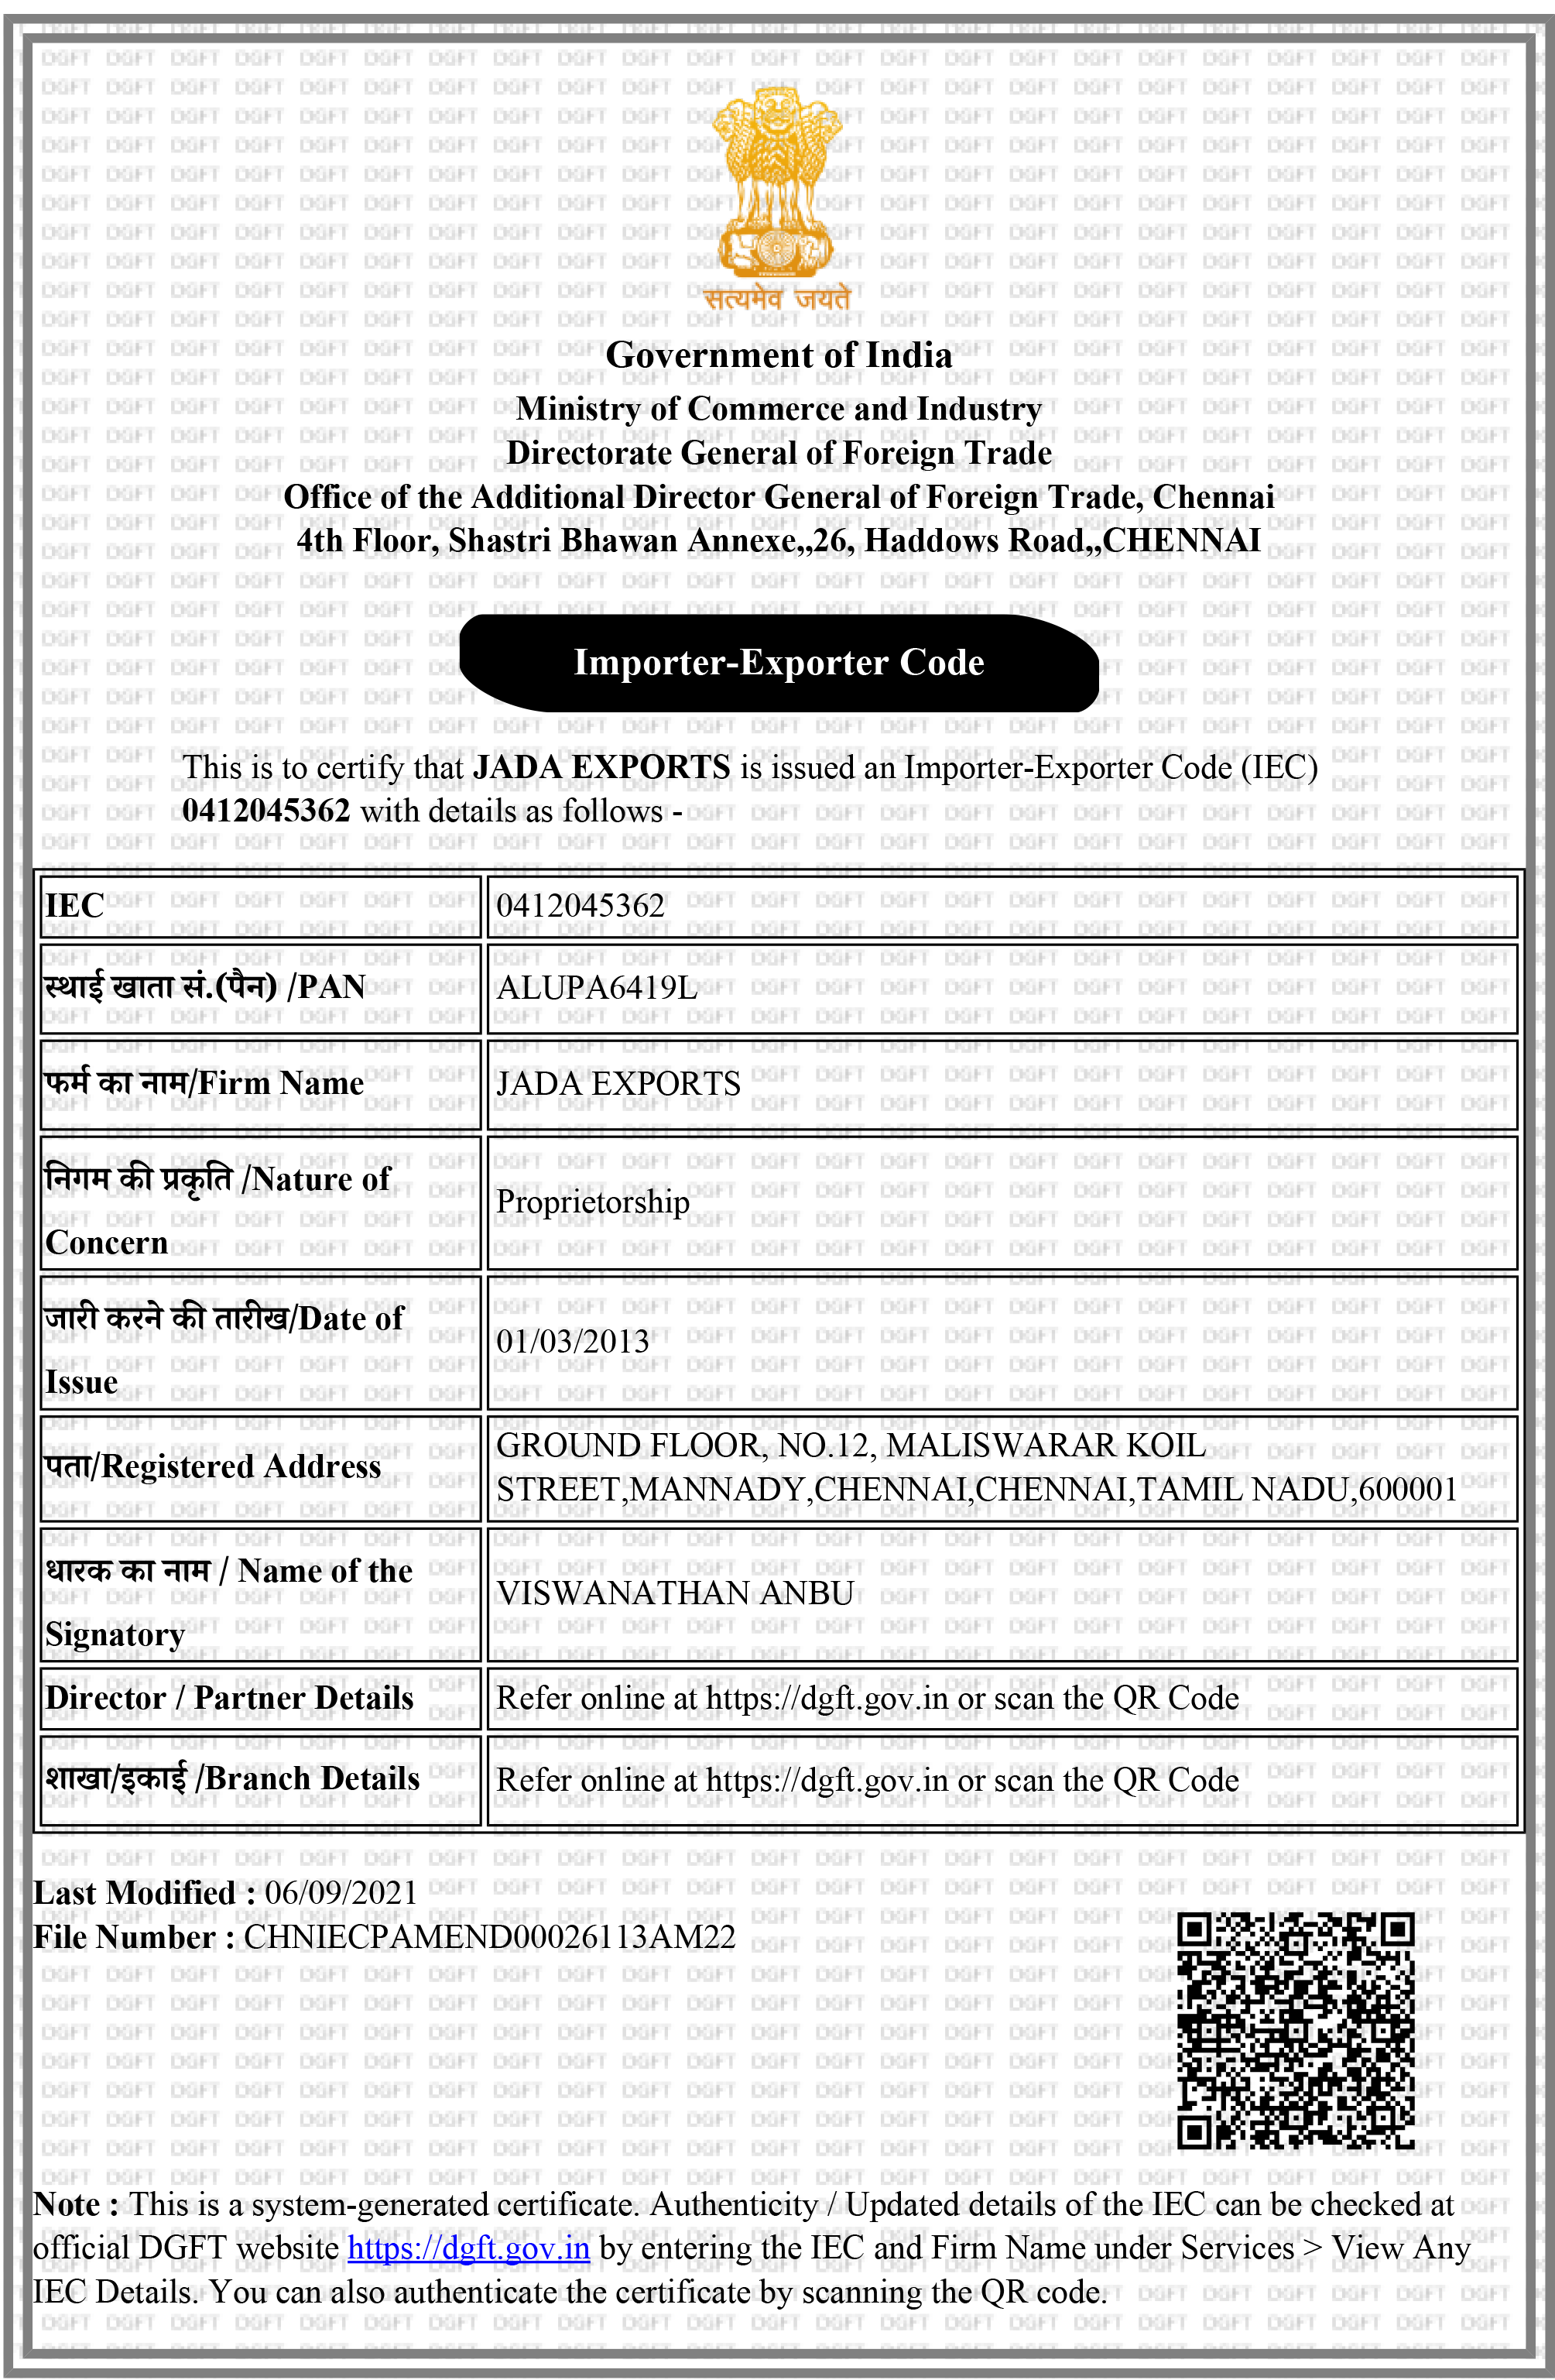 सत्यमेव जयते
Government of India
Ministry of Commerce and Industry
Directorate General of Foreign Trade
Office of the Additional Director General of Foreign Trade, Chennai
4th Floor, Shastri Bhawan Annexe,,26, Haddows Road,,CHENNAI
Importer-Exporter Code
This is to certify that JADA EXPORTS is issued an Importer-Exporter Code (IEC)
0412045362 with details as follows -
IEC 0412045362
स्थाई खाता सं.(पैन) /PAN ALUPA6419L
फर्म का नाम/Firm Name JADA EXPORTS
निगम की प्रकृति /Nature of
Concern
Proprietorship
जारी करने की तारीख/Date of
Issue
01/03/2013
पता/Registered Address
GROUND FLOOR, NO.12, MALISWARAR KOIL
STREET,MANNADY,CHENNAI,CHENNAI,TAMIL NADU,600001
धारक का नाम / Name of the
Signatory
VISWANATHAN ANBU
Director / Partner Details Refer online at https://dgft.gov.in or scan the QR Code
शाखा/इकाई /Branch Details Refer online at https://dgft.gov.in or scan the QR Code
Last Modified : 06/09/2021
File Number : CHNIECPAMEND00026113AM22
Note : This is a system-generated certificate. Authenticity / Updated details of the IEC can be checked at
official DGFT website https://dgft.gov.in by entering the IEC and Firm Name under Services > View Any
IEC Details. You can also authenticate the certificate by scanning the QR code.